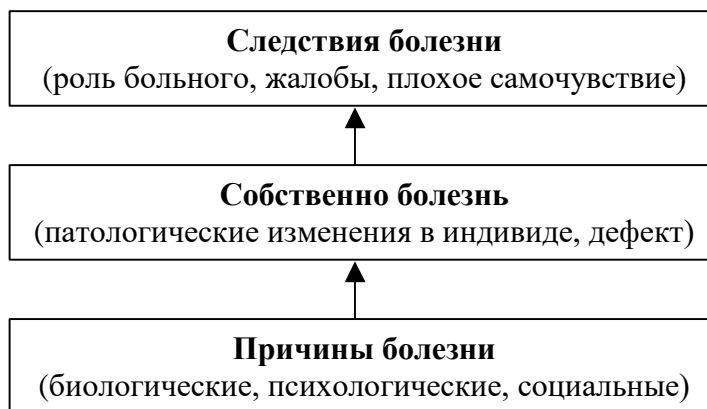 Следствия болезни
(роль больного, жалобы, плохое самочувствие)
Собственно болезнь
(патологические изменения в индивиде, дефект)
Причины болезни
(биологические, психологические, социальные)